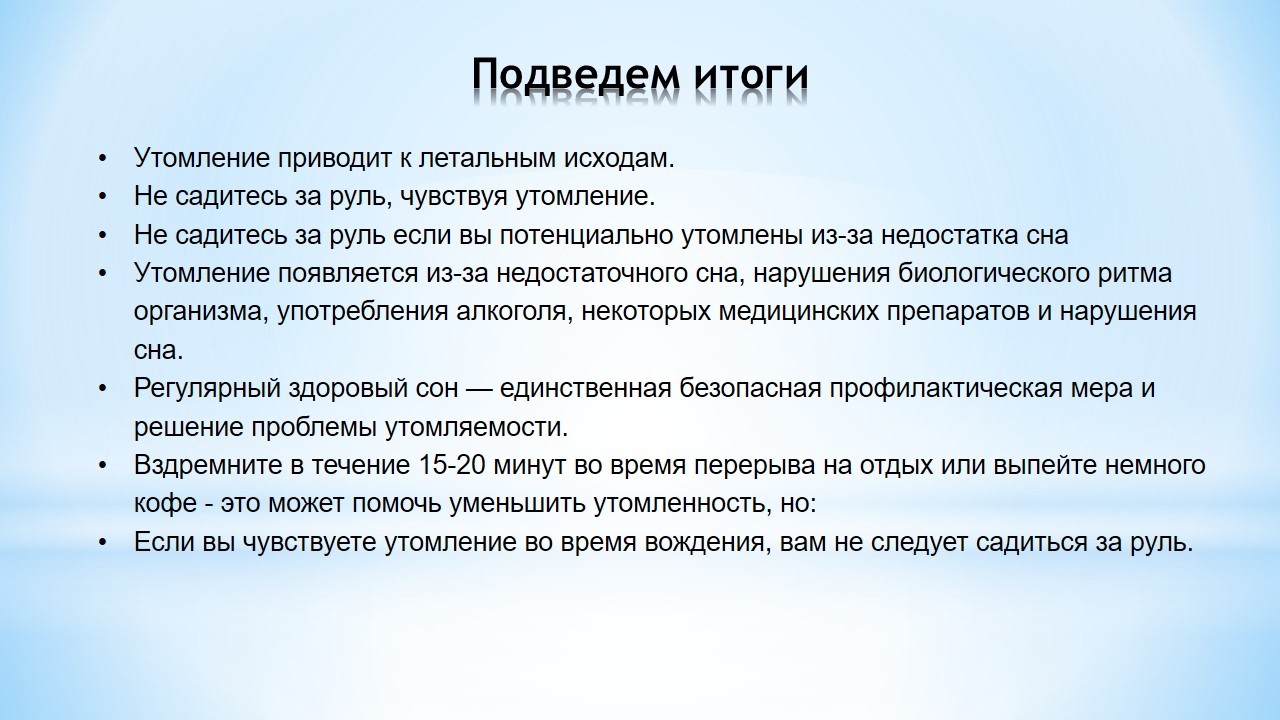 Подведем итоги
• Утомление приводит к летальным исходам.
• Не садитесь за руль, чувствуя утомление.
• Не садитесь за руль если вы потенциально утомлены из-за недостатка сна
• Утомление появляется из-за недостаточного сна, нарушения биологического ритма
организма, употребления алкоголя, некоторых медицинских препаратов и нарушения
сна.
• Регулярный здоровый сон — единственная безопасная профилактическая мера и
решение проблемы утомляемости.
• Вздремните в течение 15-20 минут во время перерыва на отдых или выпейте немного
кофе - это может помочь уменьшить утомленность, но:
• Если вы чувствуете утомление во время вождения, вам не следует садиться за руль.